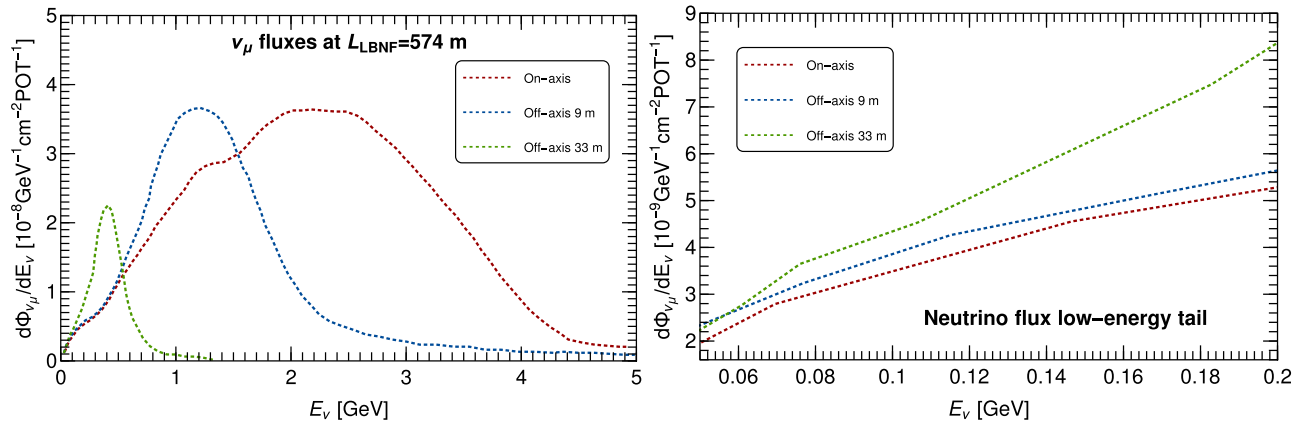 ν_μ fluxes at L_LBNF=574 m
On−axis
Off−axis 9 m
Off−axis 33 m
dΦ_ν_μ/dE_ν [10^-8 GeV^-1 cm^-2 POT^-1]
5
4
3
2
1
0
0 1 2 3 4 5
E_ν [GeV]
On−axis
Off−axis 9 m
Off−axis 33 m
Neutrino flux low−energy tail
dΦ_ν_μ/dE_ν [10^-9 GeV^-1 cm^-2 POT^-1]
9
8
7
6
5
4
3
2
0.06 0.08 0.10 0.12 0.14 0.16 0.18 0.2
E_ν [GeV]